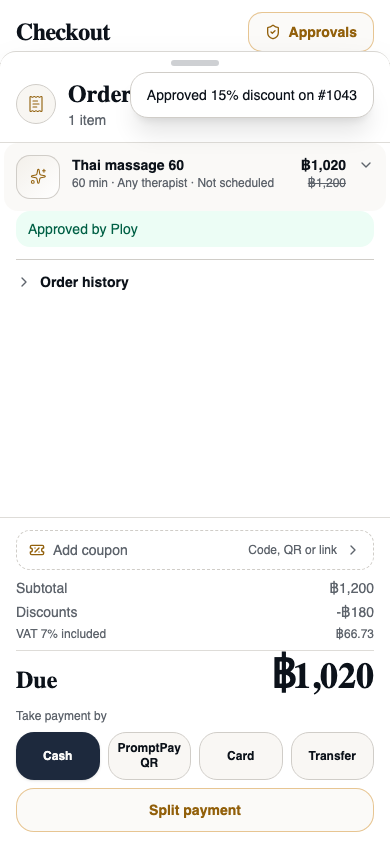 Checkout
Approvals
Order
1 item
Approved 15% discount on #1043
Thai massage 60
฿1,020
60 min · Any therapist · Not scheduled
฿1,200
Approved by Ploy
Order history
Add coupon
Code, QR or link
Subtotal
฿1,200
Discounts
-฿180
VAT 7% included
฿66.73
Due
฿1,020
Take payment by
Cash
PromptPay
QR
Card
Transfer
Split payment